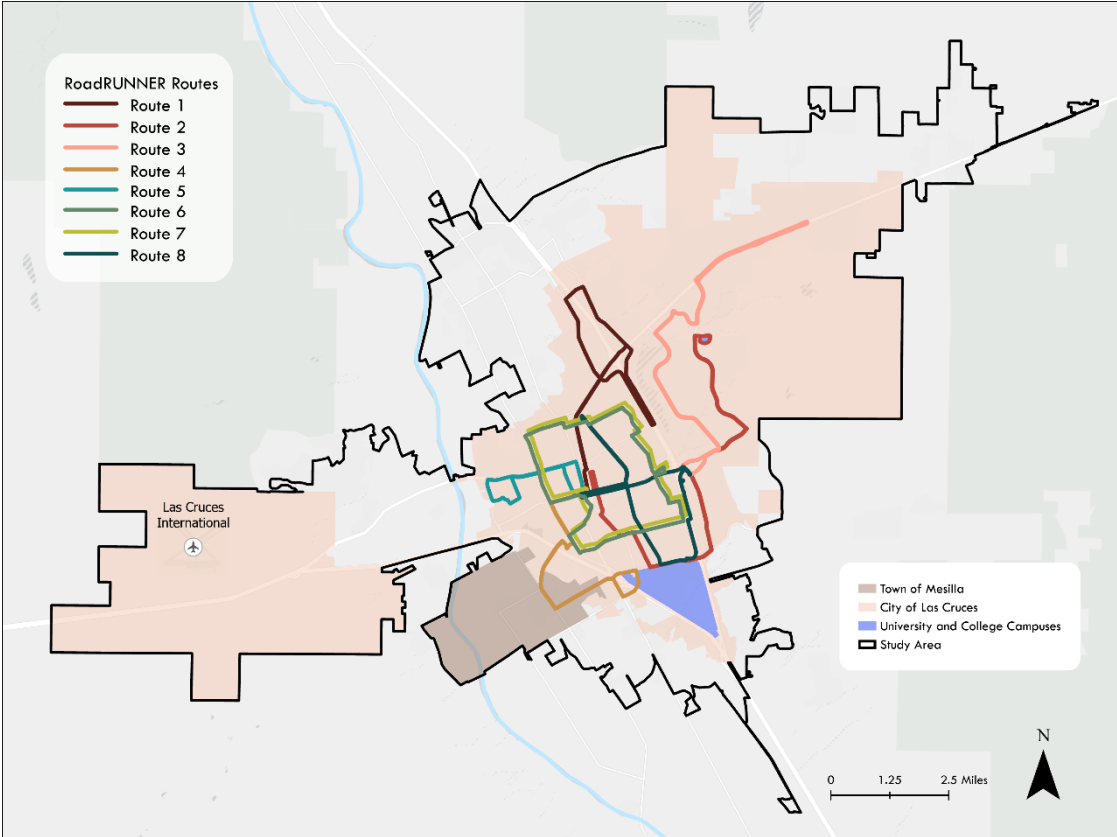 RoadRUNNER Routes
Route 1
Route 2
Route 3
Route 4
Route 5
Route 6
Route 7
Route 8
Las Cruces
International
Town of Mesilla
City of Las Cruces
University and College Campuses
Study Area
N
0 1.25 2.5 Miles